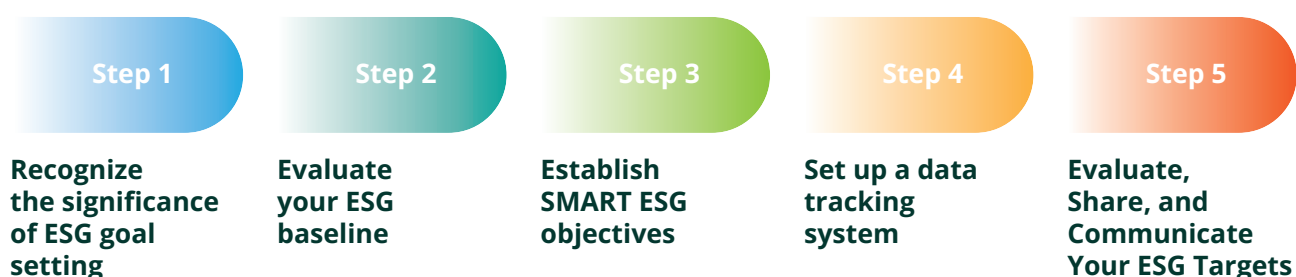 Step 1
Recognize
the significance
of ESG goal
setting
Step 2
Evaluate
your ESG
baseline
Step 3
Establish
SMART ESG
objectives
Step 4
Set up a data
tracking
system
Step 5
Evaluate,
Share, and
Communicate
Your ESG Targets